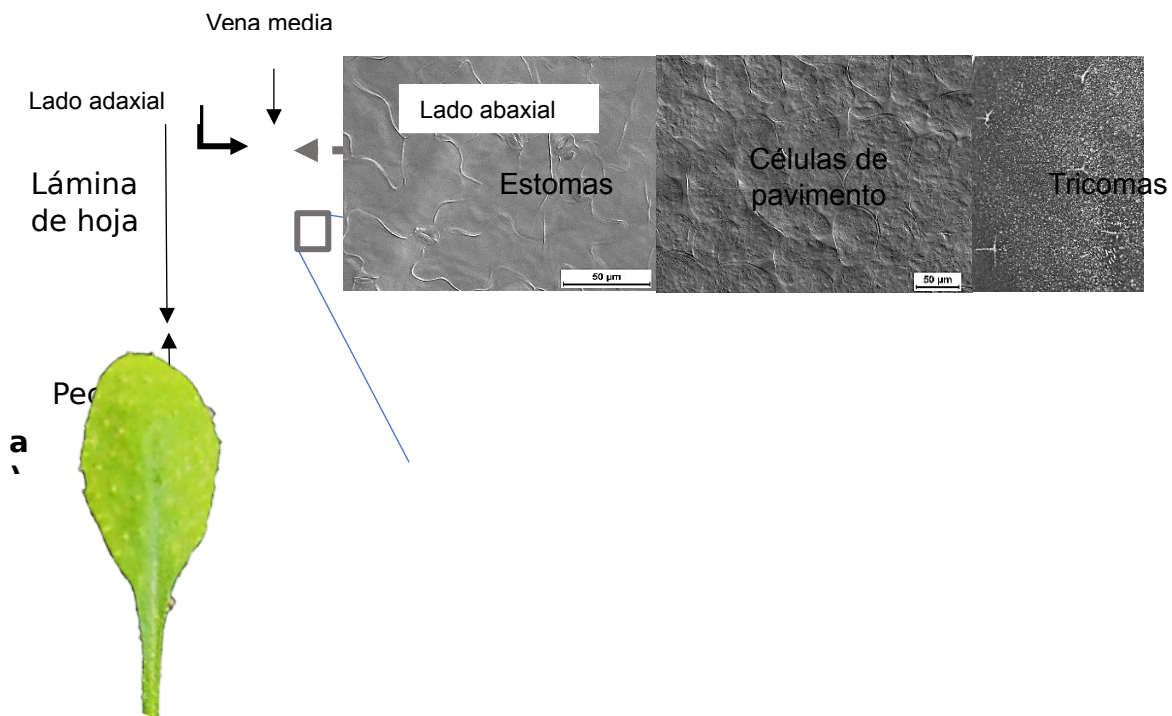 Vena media
Lado adaxial
Lado abaxial
Lámina
de hoja
Estomas
Células de
pavimento
Tricomas
50 µm
50 µm
a